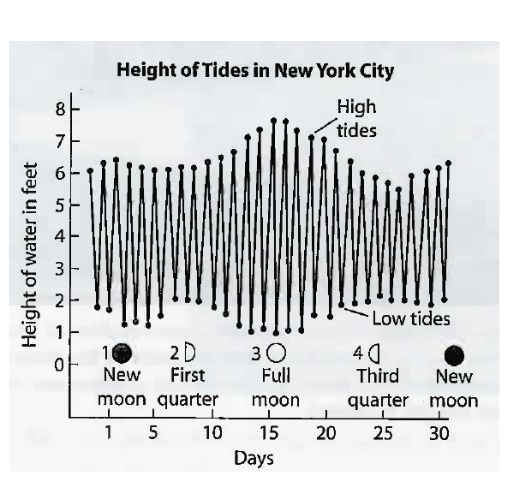 Height of Tides in New York City
High
tides
Height of water in feet
8
7
6
5
4
3
2
1
0
Low tides
1
New
moon
2
First
quarter
3
Full
moon
4
Third
quarter
New
moon
1 5 10 15 20 25 30
Days